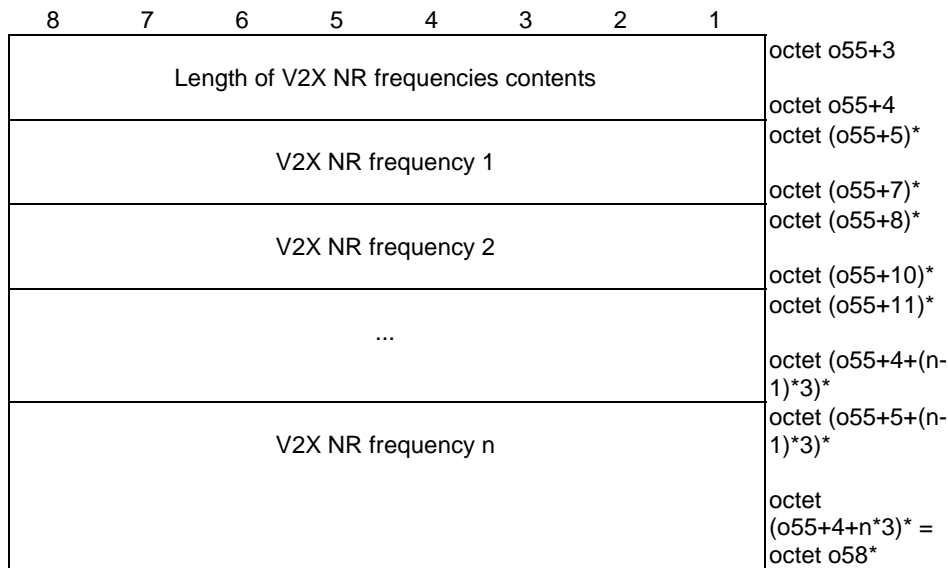 8 7 6 5 4 3 2 1
Length of V2X NR frequencies contents
octet o55+3
octet o55+4
V2X NR frequency 1
octet (o55+5)*
octet (o55+7)*
V2X NR frequency 2
octet (o55+8)*
octet (o55+10)*
...
octet (o55+11)*
octet (o55+4+(n-
1)*3)*
V2X NR frequency n
octet (o55+5+(n-
1)*3)*
octet
(o55+4+n*3)* =
octet o58*